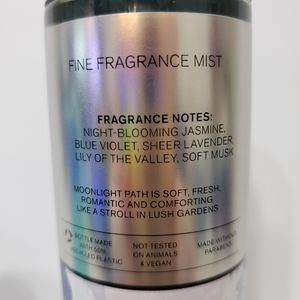 FINE FRAGRANCE MIST
FRAGRANCE NOTES:
NIGHT-BLOOMING JASMINE,
BLUE VIOLET, SHEER LAVENDER,
LILY OF THE VALLEY, SOFT MUSK
MOONLIGHT PATH IS SOFT, FRESH,
ROMANTIC AND COMFORTING
LIKE A STROLL IN LUSH GARDENS
BOTTLE MADE
WITH 50%
RECYCLED PLASTIC
NOT TESTED
ON ANIMALS
& VEGAN
MADE WITHOUT
PARABENS